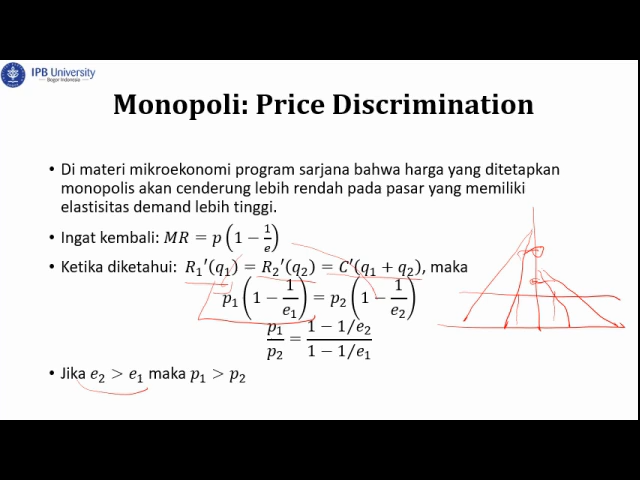 IPB University
Bogor Indonesia
Monopoli: Price Discrimination
• Di materi mikroekonomi program sarjana bahwa harga yang ditetapkan
monopolis akan cenderung lebih rendah pada pasar yang memiliki
elastisitas demand lebih tinggi.
• Ingat kembali: MR = p(1 − 1/e)
• Ketika diketahui: R₁′(q₁) = R₂′(q₂) = C′(q₁ + q₂), maka
p₁(1 − 1/e₁) = p₂(1 − 1/e₂)
p₁/p₂ = (1 − 1/e₂)/(1 − 1/e₁)
• Jika e₂ > e₁ maka p₁ > p₂